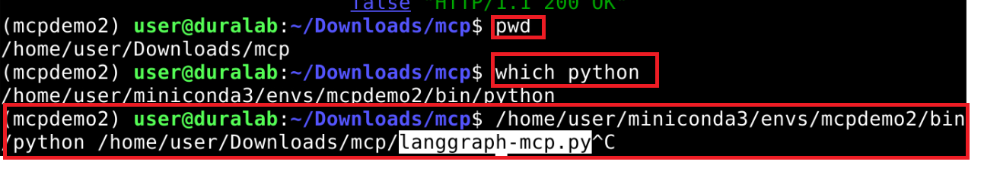 false "HTTP/1.1 200 OK"
(mcpdemo2) user@duralab:~/Downloads/mcp$ pwd
/home/user/Downloads/mcp
(mcpdemo2) user@duralab:~/Downloads/mcp$ which python
/home/user/miniconda3/envs/mcpdemo2/bin/python
(mcpdemo2) user@duralab:~/Downloads/mcp$ /home/user/miniconda3/envs/mcpdemo2/bin
/python /home/user/Downloads/mcp/langgraph-mcp.py^C